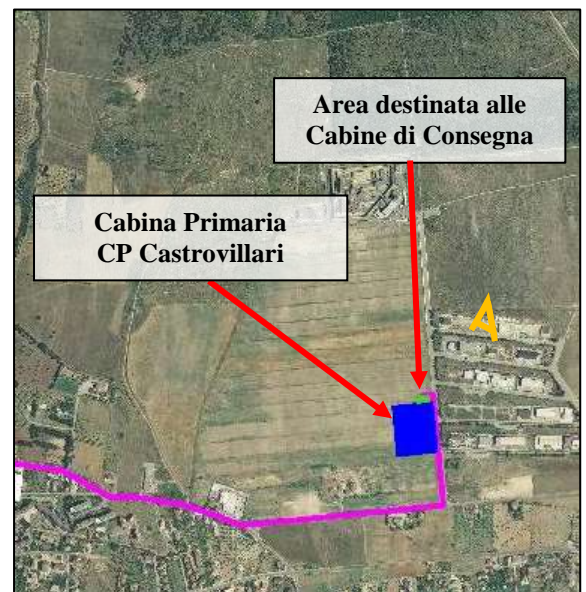 Area destinata alle
Cabine di Consegna
Cabina Primaria
CP Castrovillari
A